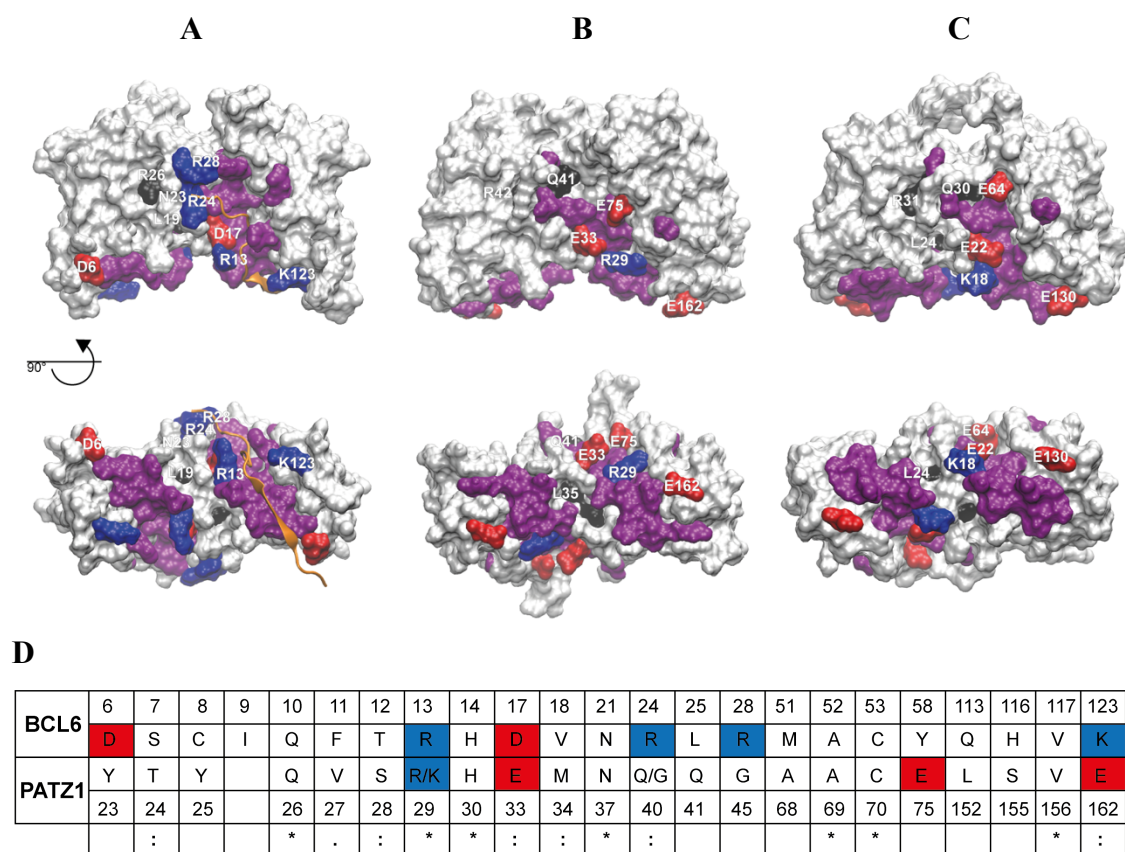 A
B
C
R28
R26
N23
R24
L19
D17
D6
R13
K123
Q41
R42
E75
E33
R29
E162
Q30
E64
R31
L24
E22
K18
E130
90°
R28
R24
D6
N23
L19
R13
K123
Q41
E75
E33
R29
L35
E162
E64
E22
L24
K18
E130
D
BCL6 6 7 8 9 10 11 12 13 14 17 18 21 24 25 28 51 52 53 58 113 116 117 123
D S C I Q F T R H D V N R L R M A C Y Q H V K
PATZ1 Y T Y Q V S R/K H E M N Q/G Q G A A C E L S V E
23 24 25 26 27 28 29 30 33 34 37 40 41 45 68 69 70 75 152 155 156 162
: * . : * * : : * : * * * :